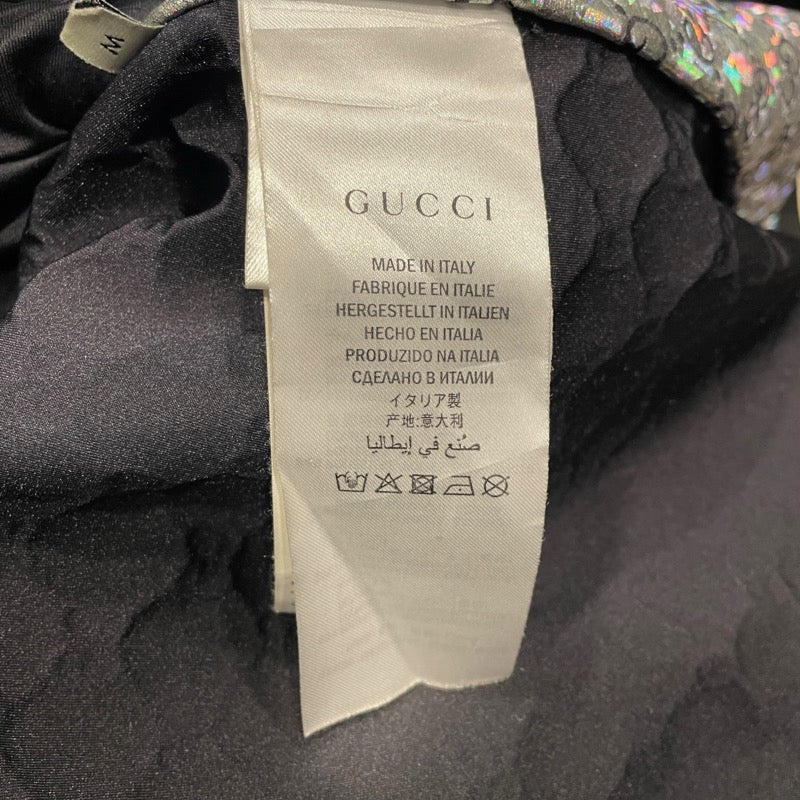 M
GUCCI
MADE IN ITALY
FABRIQUE EN ITALIE
HERGESTELLT IN ITALIEN
HECHO EN ITALIA
PRODUZIDO NA ITALIA
СДЕЛАНО В ИТАЛИИ
イタリア製
产地:意大利
صُنع في إيطاليا